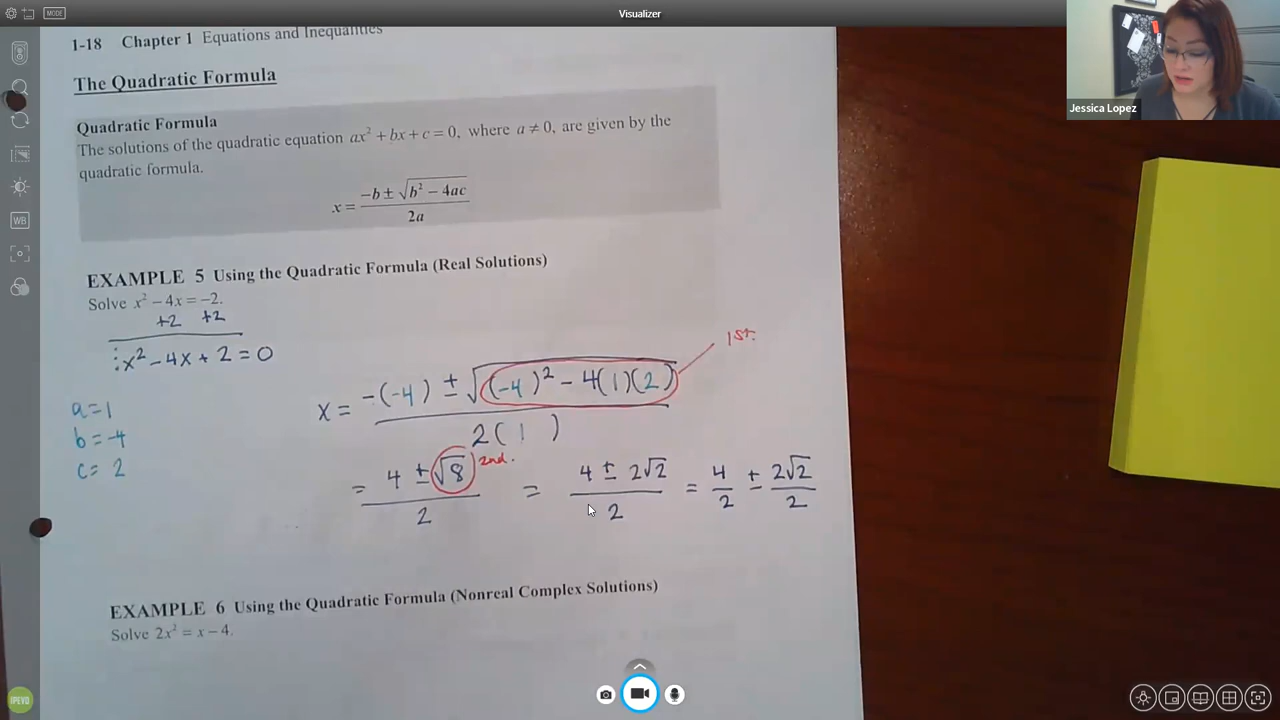 MODE
Visualizer
Jessica Lopez
WB
1-18 Chapter 1 Equations and Inequalities
The Quadratic Formula
Quadratic Formula
The solutions of the quadratic equation ax² + bx + c = 0, where a ≠ 0, are given by the
quadratic formula.
x = (-b ± √(b² − 4ac)) / 2a
EXAMPLE 5 Using the Quadratic Formula (Real Solutions)
Solve x² − 4x = −2.
+2 +2
x² − 4x + 2 = 0
a = 1
b = -4
c = 2
x = (-(-4) ± √((-4)² − 4(1)(2))) / 2(1)
1st.
= (4 ± √8) / 2 = (4 ± 2√2) / 2 = 4/2 ± 2√2/2
2nd.
EXAMPLE 6 Using the Quadratic Formula (Nonreal Complex Solutions)
Solve 2x² = x − 4.
IPEVO